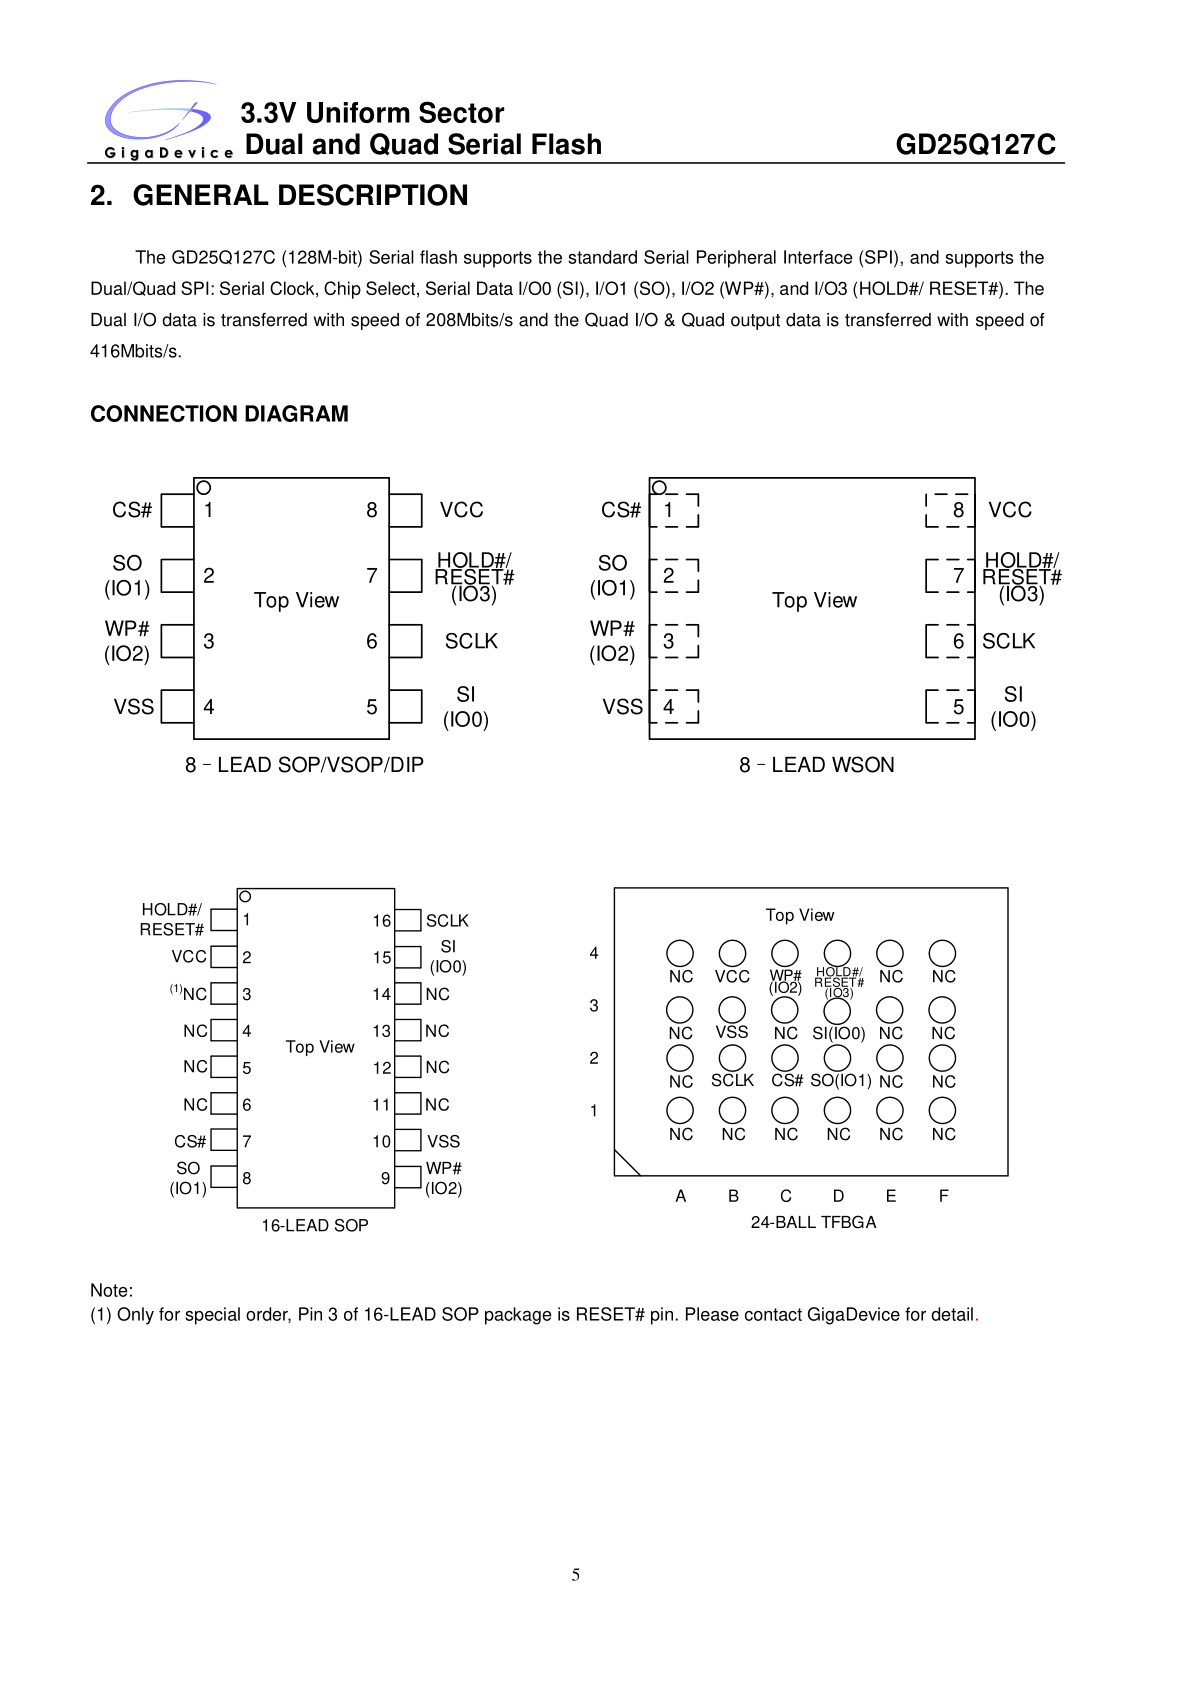 3.3V Uniform Sector
GigaDevice Dual and Quad Serial Flash GD25Q127C
2. GENERAL DESCRIPTION
The GD25Q127C (128M-bit) Serial flash supports the standard Serial Peripheral Interface (SPI), and supports the
Dual/Quad SPI: Serial Clock, Chip Select, Serial Data I/O0 (SI), I/O1 (SO), I/O2 (WP#), and I/O3 (HOLD#/ RESET#). The
Dual I/O data is transferred with speed of 208Mbits/s and the Quad I/O & Quad output data is transferred with speed of
416Mbits/s.
CONNECTION DIAGRAM
CS# 1 8 VCC
SO
(IO1) 2 7 HOLD#/
RESET#
(IO3)
Top View
WP#
(IO2) 3 6 SCLK
VSS 4 5 SI
(IO0)
8 – LEAD SOP/VSOP/DIP
CS# 1 8 VCC
SO
(IO1) 2 7 HOLD#/
RESET#
(IO3)
Top View
WP#
(IO2) 3 6 SCLK
VSS 4 5 SI
(IO0)
8 – LEAD WSON
HOLD#/
RESET# 1 16 SCLK
VCC 2 15 SI
(IO0)
(1)NC 3 14 NC
NC 4 13 NC
Top View
NC 5 12 NC
NC 6 11 NC
CS# 7 10 VSS
SO
(IO1) 8 9 WP#
(IO2)
16-LEAD SOP
Top View
4
NC VCC WP#
(IO2) HOLD#/
RESET#
(IO3) NC NC
3
NC VSS NC SI(IO0) NC NC
2
NC SCLK CS# SO(IO1) NC NC
1
NC NC NC NC NC NC
A B C D E F
24-BALL TFBGA
Note:
(1) Only for special order, Pin 3 of 16-LEAD SOP package is RESET# pin. Please contact GigaDevice for detail.
5